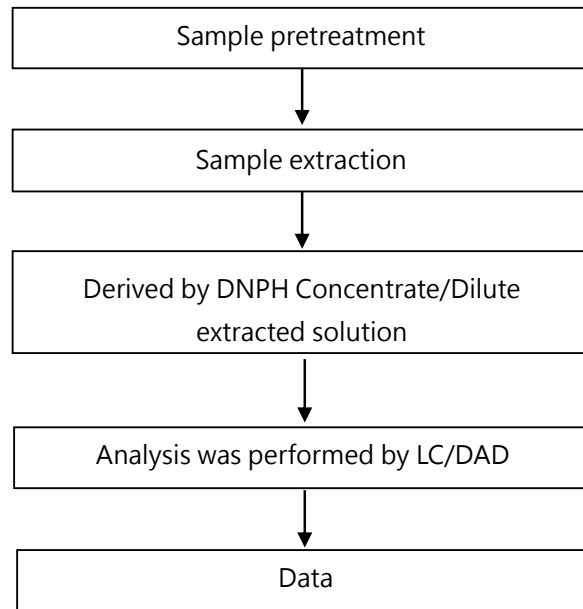 Sample pretreatment
Sample extraction
Derived by DNPH Concentrate/Dilute
extracted solution
Analysis was performed by LC/DAD
Data